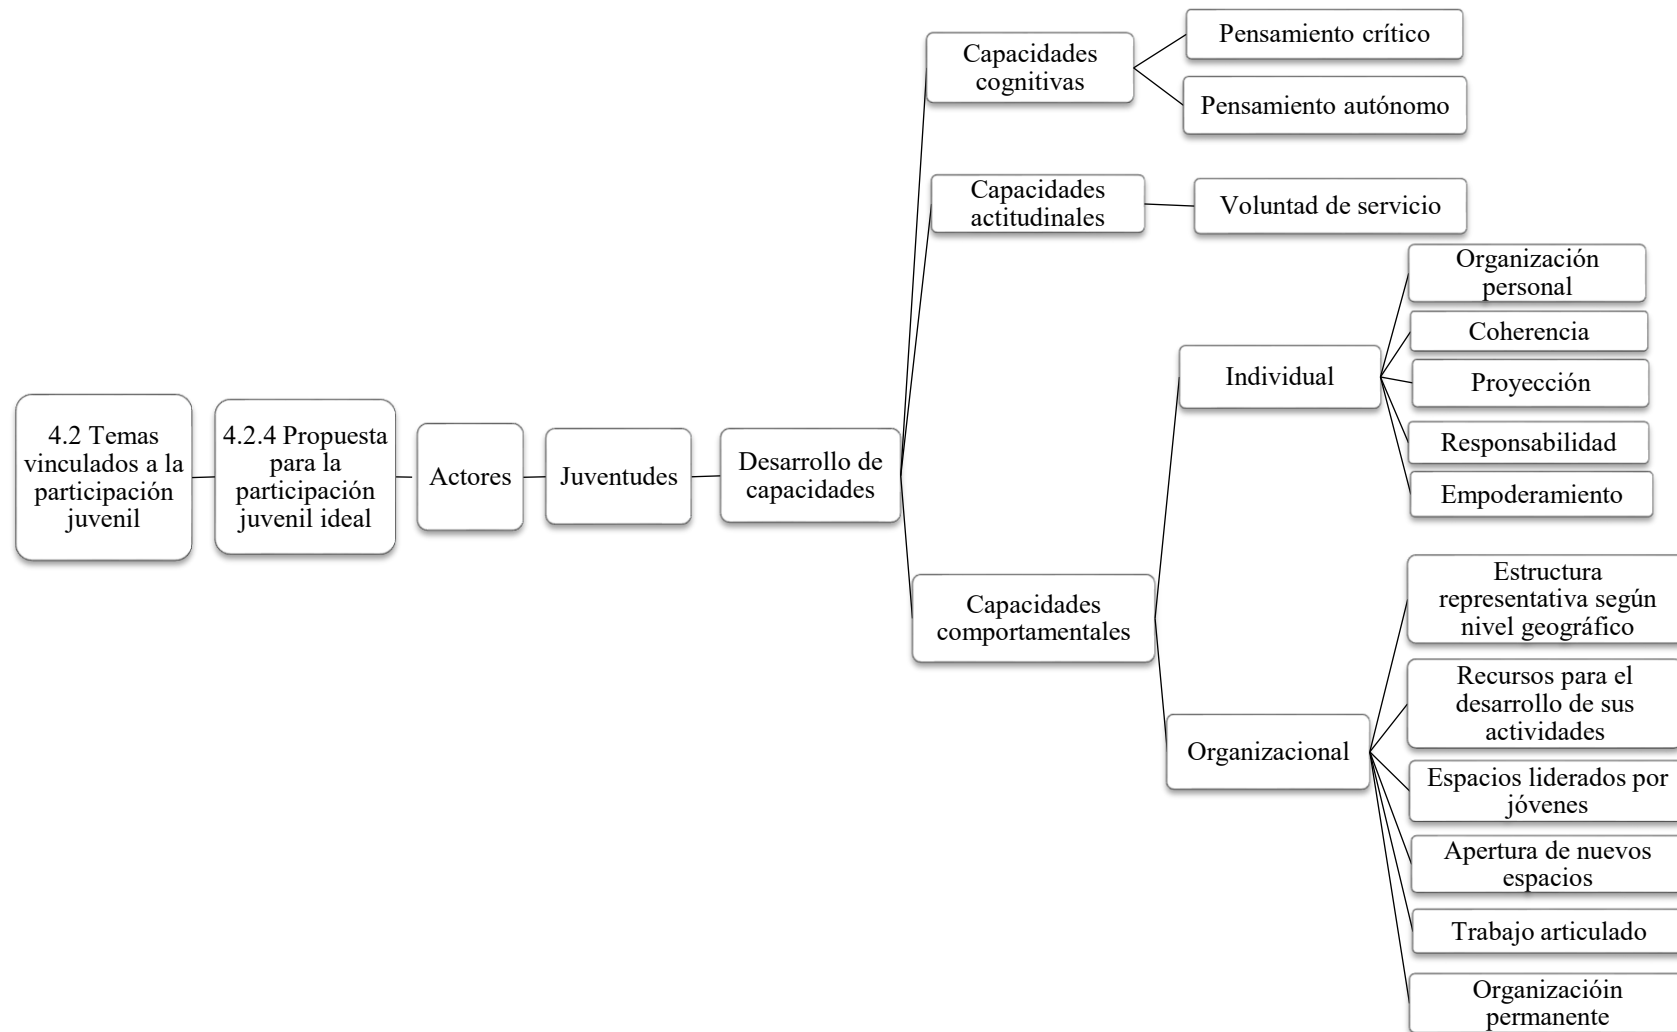 4.2 Temas
vinculados a la
participación
juvenil
4.2.4 Propuesta
para la
participación
juvenil ideal
Actores
Juventudes
Desarrollo de
capacidades
Capacidades
cognitivas
Pensamiento crítico
Pensamiento autónomo
Capacidades
actitudinales
Voluntad de servicio
Capacidades
comportamentales
Individual
Organización
personal
Coherencia
Proyección
Responsabilidad
Empoderamiento
Organizacional
Estructura
representativa según
nivel geográfico
Recursos para el
desarrollo de sus
actividades
Espacios liderados por
jóvenes
Apertura de nuevos
espacios
Trabajo articulado
Organizacióin
permanente